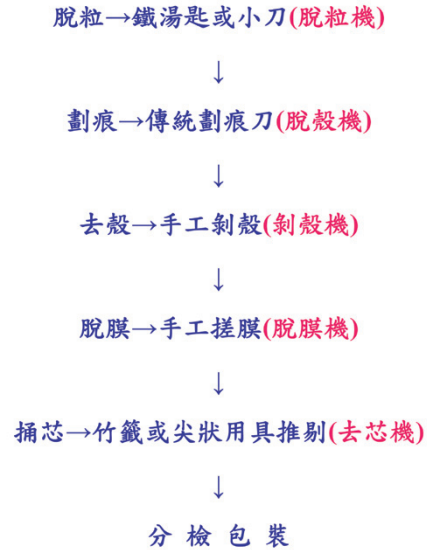 脫粒→鐵湯匙或小刀(脫粒機)
↓
劃痕→傳統劃痕刀(脫殼機)
↓
去殼→手工剝殼(剝殼機)
↓
脫膜→手工搓膜(脫膜機)
↓
捅芯→竹籤或尖狀用具推剔(去芯機)
↓
分 檢 包 裝